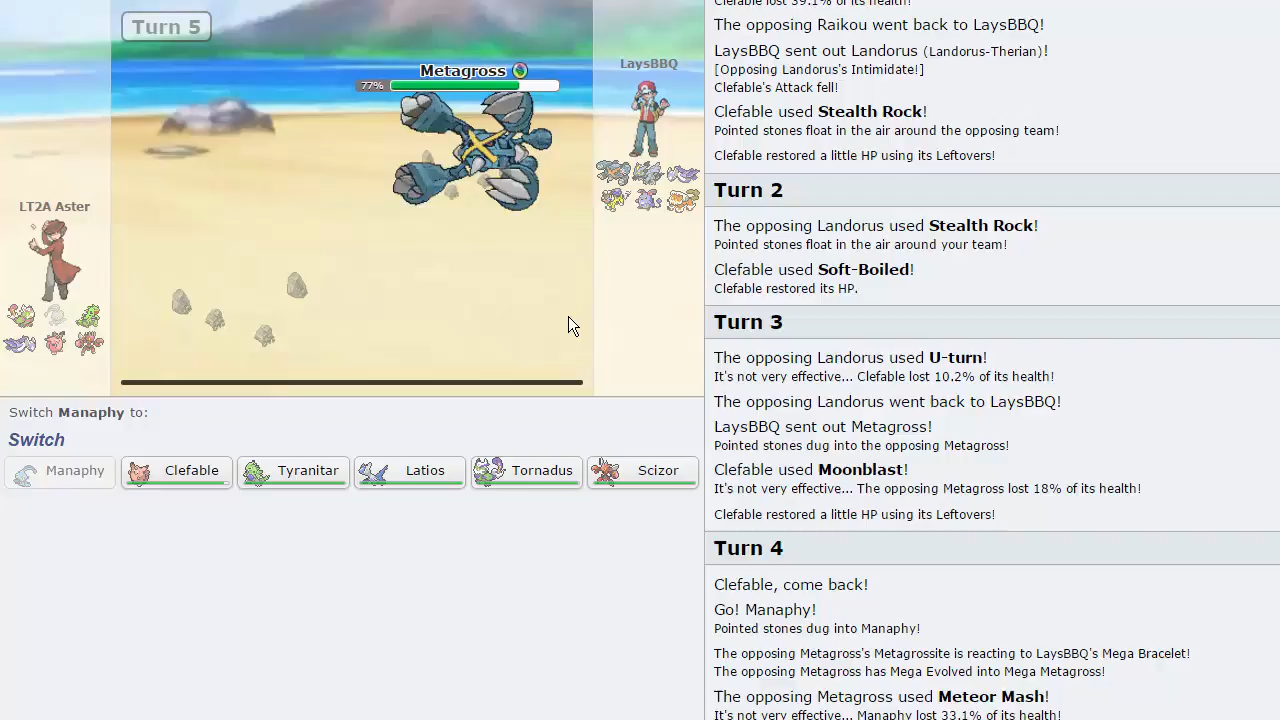 Turn 5
Metagross
77%
LaysBBQ
LT2A Aster
Switch Manaphy to:
Switch
Manaphy
Clefable
Tyranitar
Latios
Tornadus
Scizor
Clefable lost 39.1% of its health!
The opposing Raikou went back to LaysBBQ!
LaysBBQ sent out Landorus (Landorus-Therian)!
[Opposing Landorus's Intimidate!]
Clefable's Attack fell!
Clefable used Stealth Rock!
Pointed stones float in the air around the opposing team!
Clefable restored a little HP using its Leftovers!
Turn 2
The opposing Landorus used Stealth Rock!
Pointed stones float in the air around your team!
Clefable used Soft-Boiled!
Clefable restored its HP.
Turn 3
The opposing Landorus used U-turn!
It's not very effective... Clefable lost 10.2% of its health!
The opposing Landorus went back to LaysBBQ!
LaysBBQ sent out Metagross!
Pointed stones dug into the opposing Metagross!
Clefable used Moonblast!
It's not very effective... The opposing Metagross lost 18% of its health!
Clefable restored a little HP using its Leftovers!
Turn 4
Clefable, come back!
Go! Manaphy!
Pointed stones dug into Manaphy!
The opposing Metagross's Metagrossite is reacting to LaysBBQ's Mega Bracelet!
The opposing Metagross has Mega Evolved into Mega Metagross!
The opposing Metagross used Meteor Mash!
It's not very effective... Manaphy lost 33.1% of its health!